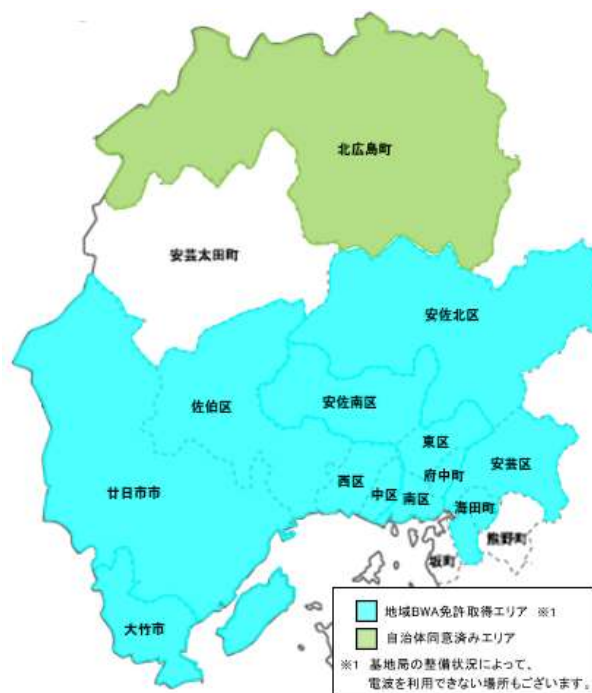 北広島町
安芸太田町
安佐北区
佐伯区
安佐南区
東区
府中町
安芸区
西区
中区
南区
海田町
廿日市市
熊野町
坂町
大竹市
地域BWA免許取得エリア ※1
自治体同意済みエリア
※1 基地局の整備状況によって、
電波を利用できない場所もございます。